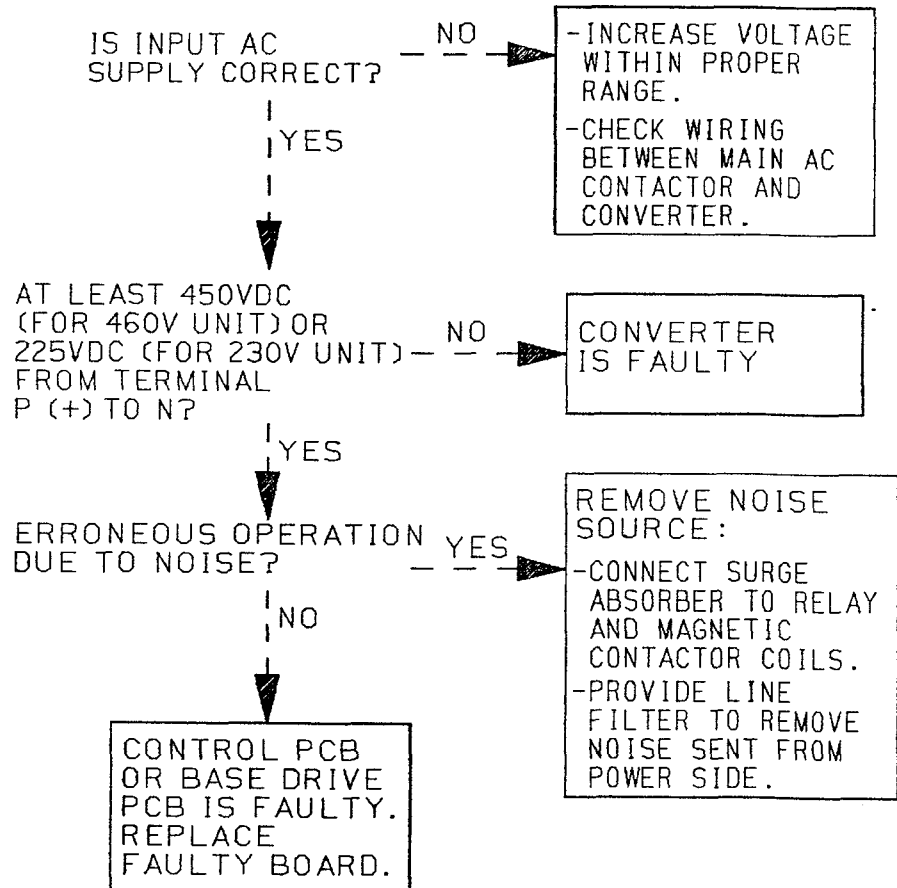 IS INPUT AC
SUPPLY CORRECT?
NO
-INCREASE VOLTAGE
WITHIN PROPER
RANGE.
-CHECK WIRING
BETWEEN MAIN AC
CONTACTOR AND
CONVERTER.
YES
AT LEAST 450VDC
(FOR 460V UNIT) OR
225VDC (FOR 230V UNIT)
FROM TERMINAL
P (+) TO N?
NO
CONVERTER
IS FAULTY
YES
ERRONEOUS OPERATION
DUE TO NOISE?
YES
REMOVE NOISE
SOURCE:
-CONNECT SURGE
ABSORBER TO RELAY
AND MAGNETIC
CONTACTOR COILS.
-PROVIDE LINE
FILTER TO REMOVE
NOISE SENT FROM
POWER SIDE.
NO
CONTROL PCB
OR BASE DRIVE
PCB IS FAULTY.
REPLACE
FAULTY BOARD.